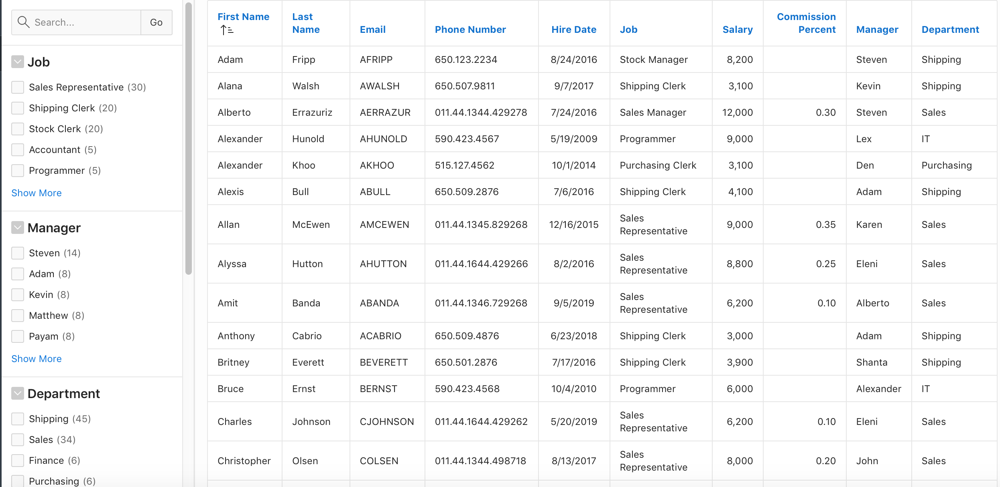 Search...
Go
Job
Sales Representative (30)
Shipping Clerk (20)
Stock Clerk (20)
Accountant (5)
Programmer (5)
Show More
Manager
Steven (14)
Adam (8)
Kevin (8)
Matthew (8)
Payam (8)
Show More
Department
Shipping (45)
Sales (34)
Finance (6)
Purchasing (6)
First Name Last Name Email Phone Number Hire Date Job Salary Commission Percent Manager Department
Adam Fripp AFRIPP 650.123.2234 8/24/2016 Stock Manager 8,200 Steven Shipping
Alana Walsh AWALSH 650.507.9811 9/7/2017 Shipping Clerk 3,100 Kevin Shipping
Alberto Errazuriz AERRAZUR 011.44.1344.429278 7/24/2016 Sales Manager 12,000 0.30 Steven Sales
Alexander Hunold AHUNOLD 590.423.4567 5/19/2009 Programmer 9,000 Lex IT
Alexander Khoo AKHOO 515.127.4562 10/1/2014 Purchasing Clerk 3,100 Den Purchasing
Alexis Bull ABULL 650.509.2876 7/6/2016 Shipping Clerk 4,100 Adam Shipping
Allan McEwen AMCEWEN 011.44.1345.829268 12/16/2015 Sales Representative 9,000 0.35 Karen Sales
Alyssa Hutton AHUTTON 011.44.1644.429266 8/2/2016 Sales Representative 8,800 0.25 Eleni Sales
Amit Banda ABANDA 011.44.1346.729268 9/5/2019 Sales Representative 6,200 0.10 Alberto Sales
Anthony Cabrio ACABRIO 650.509.4876 6/23/2018 Shipping Clerk 3,000 Adam Shipping
Britney Everett BEVERETT 650.501.2876 7/17/2016 Shipping Clerk 3,900 Shanta Shipping
Bruce Ernst BERNST 590.423.4568 10/4/2010 Programmer 6,000 Alexander IT
Charles Johnson CJOHNSON 011.44.1644.429262 5/20/2019 Sales Representative 6,200 0.10 Eleni Sales
Christopher Olsen COLSEN 011.44.1344.498718 8/13/2017 Sales Representative 8,000 0.20 John Sales